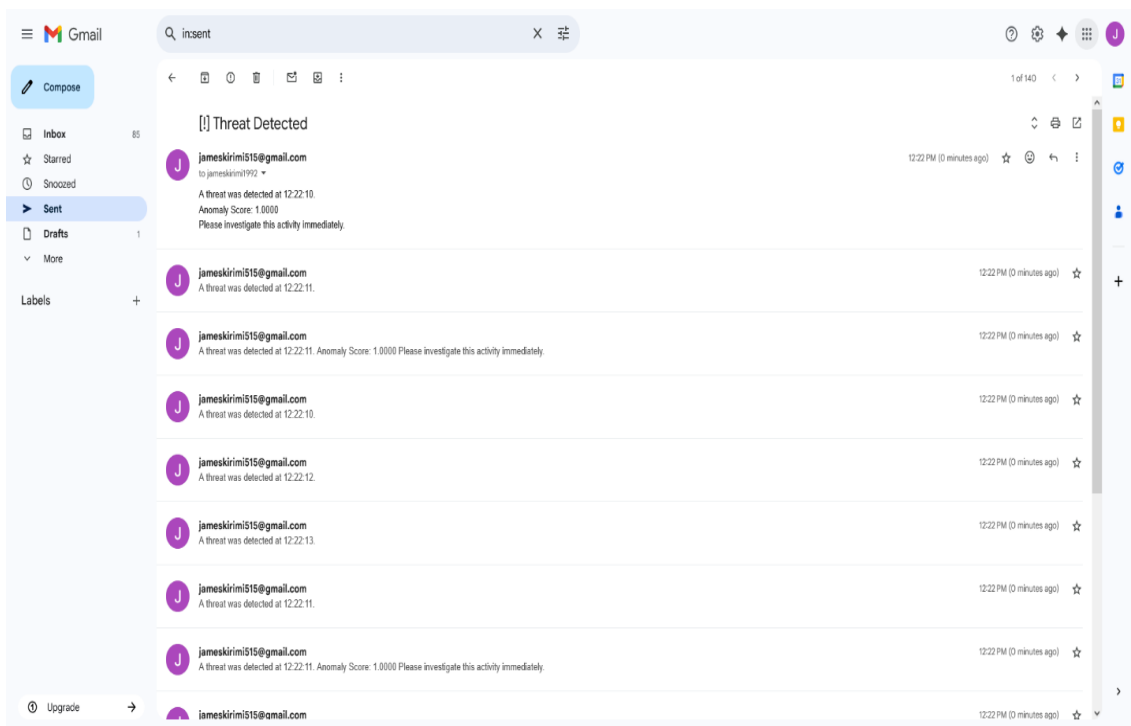 Gmail
in:sent
Compose
1 of 140
Inbox 85
Starred
Snoozed
Sent
Drafts 1
More
Labels
[!] Threat Detected
jameskirimi515@gmail.com 12:22 PM (0 minutes ago)
to jameskirimi1992
A threat was detected at 12:22:10.
Anomaly Score: 1.0000
Please investigate this activity immediately.
jameskirimi515@gmail.com 12:22 PM (0 minutes ago)
A threat was detected at 12:22:11.
jameskirimi515@gmail.com 12:22 PM (0 minutes ago)
A threat was detected at 12:22:11. Anomaly Score: 1.0000 Please investigate this activity immediately.
jameskirimi515@gmail.com 12:22 PM (0 minutes ago)
A threat was detected at 12:22:10.
jameskirimi515@gmail.com 12:22 PM (0 minutes ago)
A threat was detected at 12:22:12.
jameskirimi515@gmail.com 12:22 PM (0 minutes ago)
A threat was detected at 12:22:13.
jameskirimi515@gmail.com 12:22 PM (0 minutes ago)
A threat was detected at 12:22:11.
jameskirimi515@gmail.com 12:22 PM (0 minutes ago)
A threat was detected at 12:22:11. Anomaly Score: 1.0000 Please investigate this activity immediately.
jameskirimi515@gmail.com 12:22 PM (0 minutes ago)
Upgrade
J
J
J
J
J
J
J
J
J